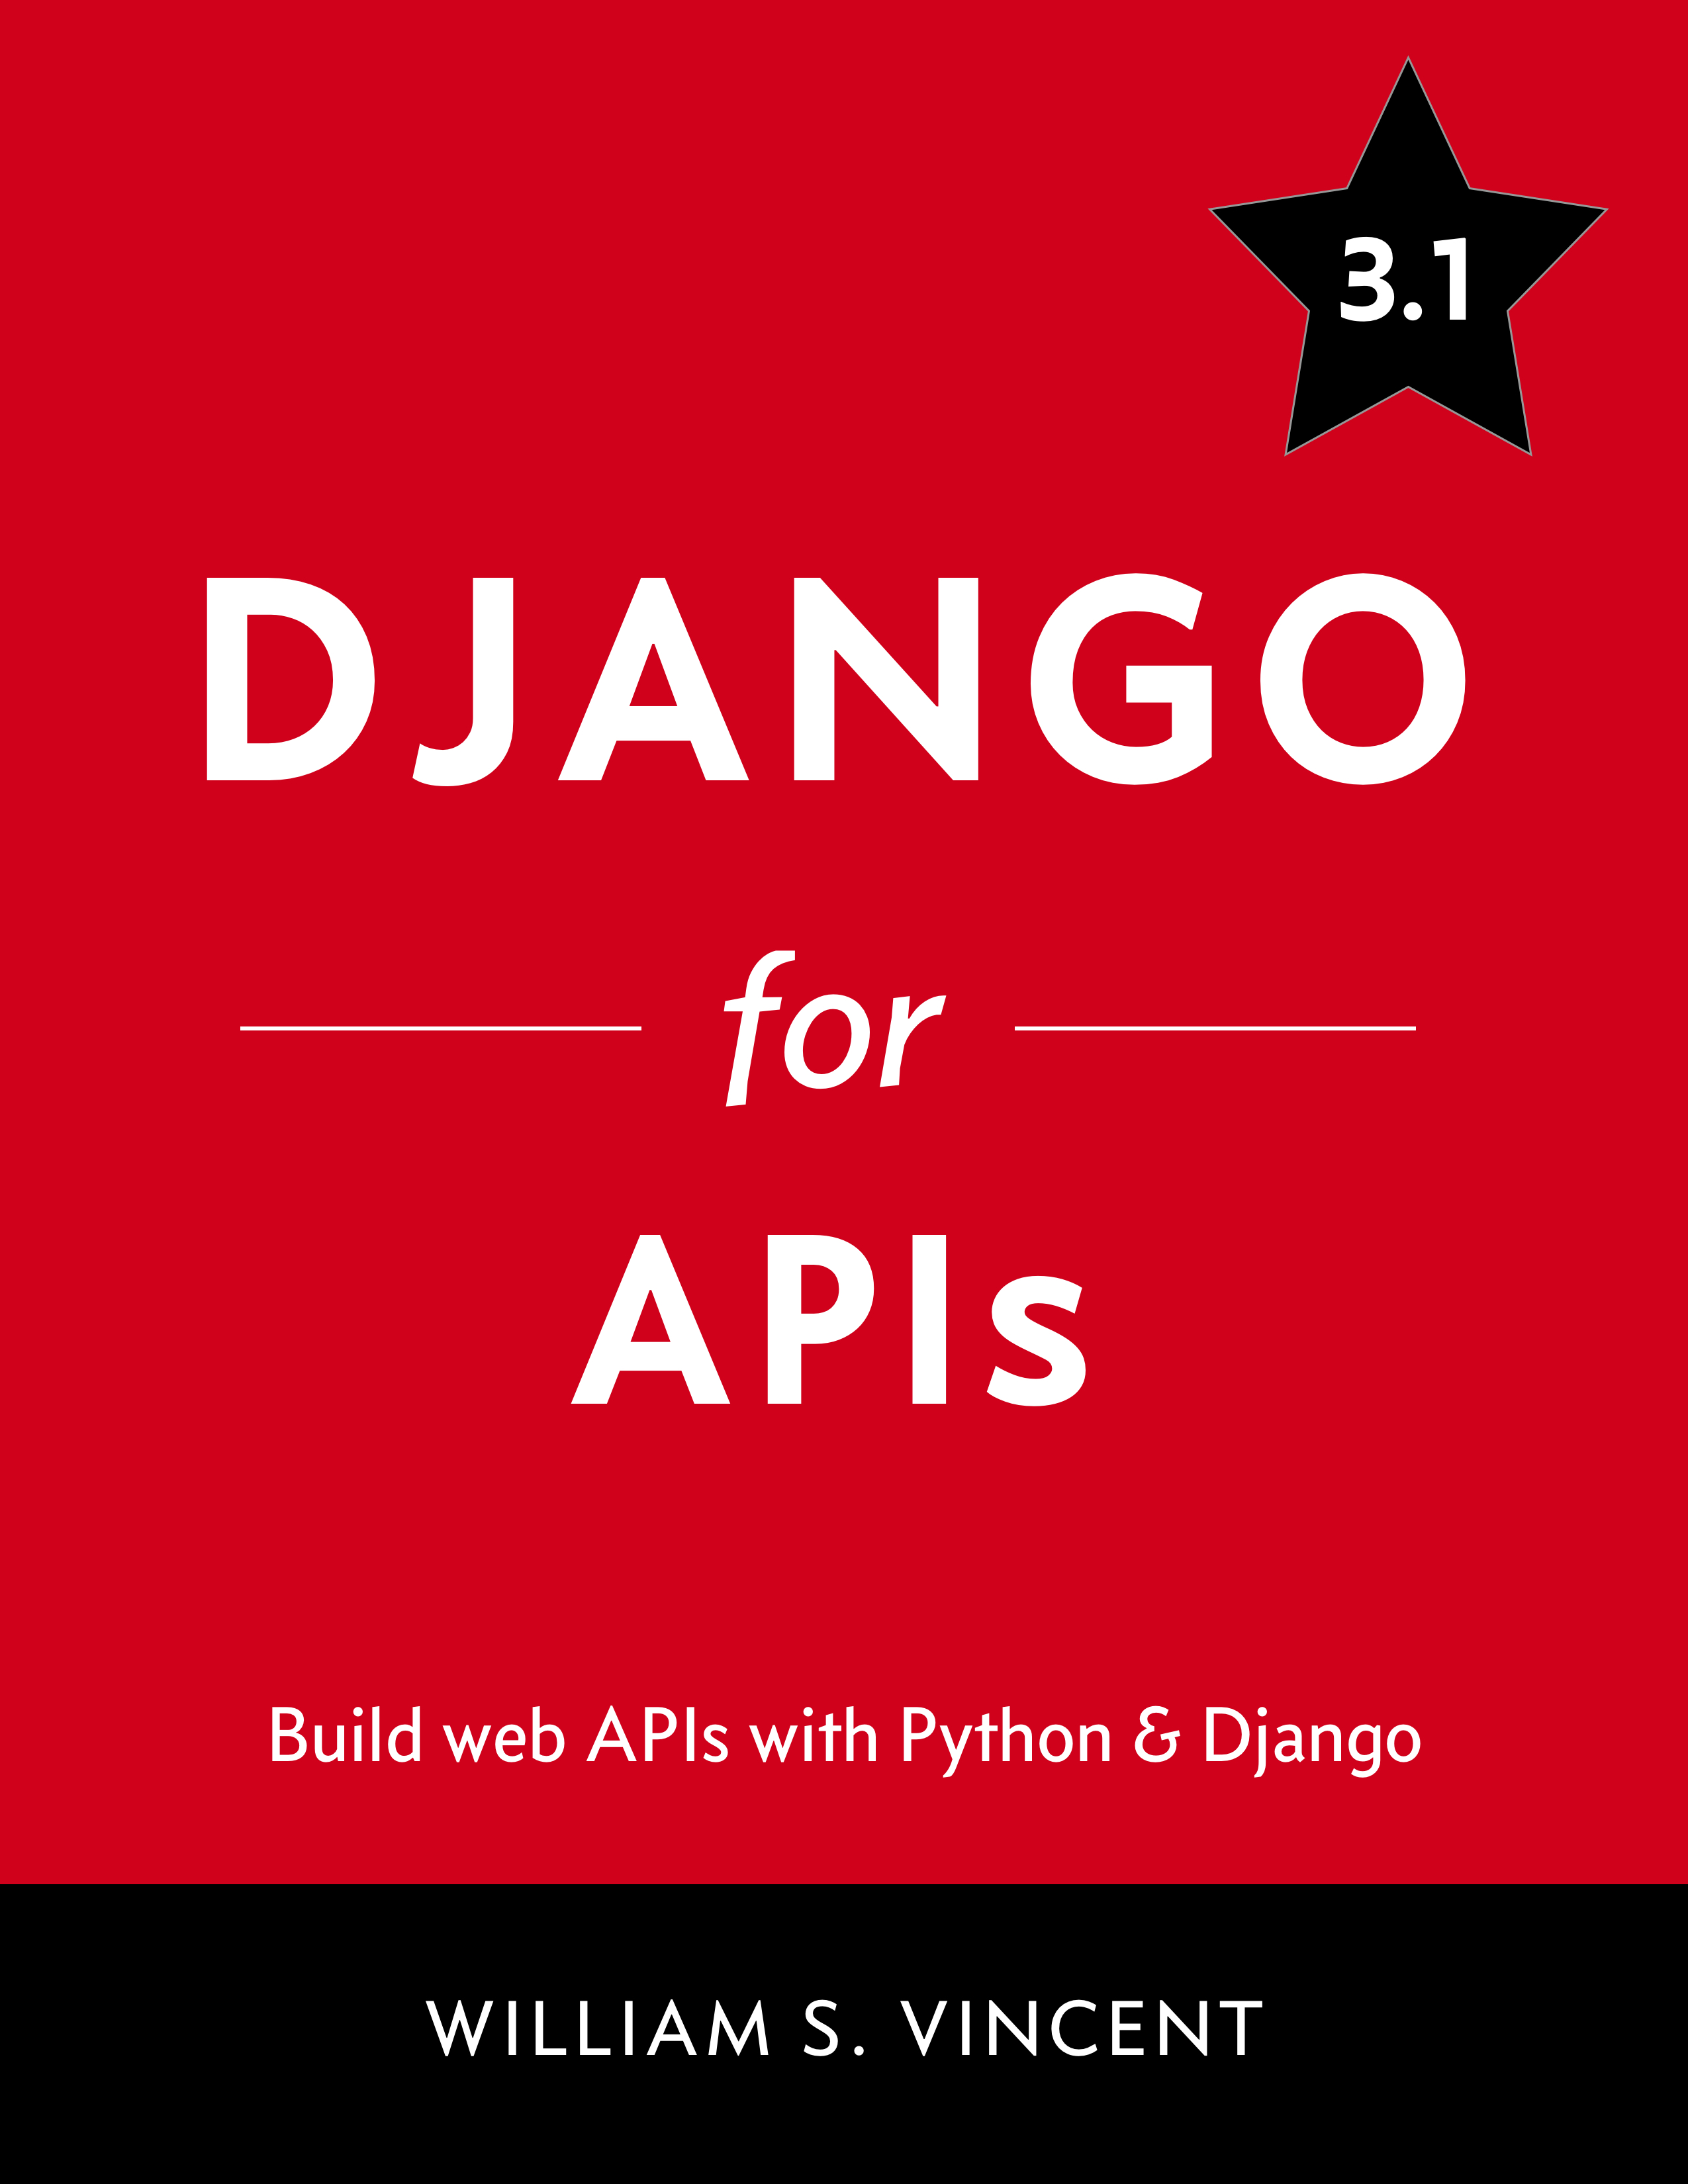 3.1
DJANGO
for
APIs
Build web APIs with Python & Django
WILLIAM S. VINCENT